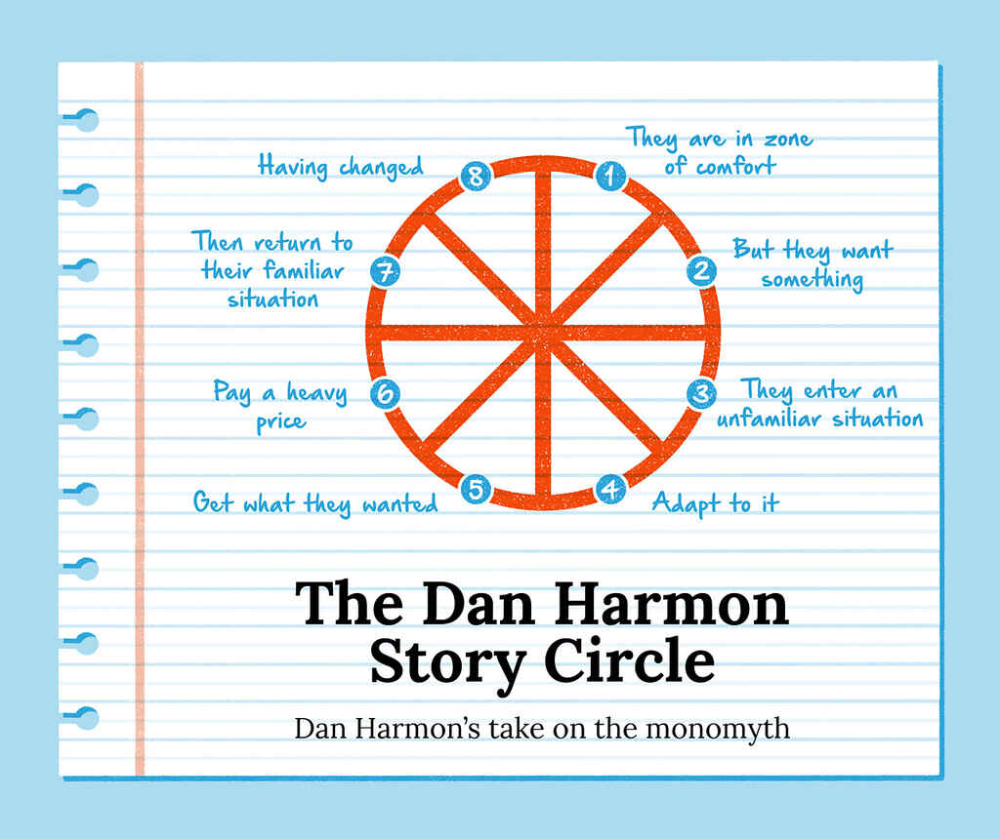 8
Having changed
1
They are in zone
of comfort
7
Then return to
their familiar
situation
2
But they want
something
6
Pay a heavy
price
3
They enter an
unfamiliar situation
5
Get what they wanted
4
Adapt to it
The Dan Harmon
Story Circle
Dan Harmon's take on the monomyth